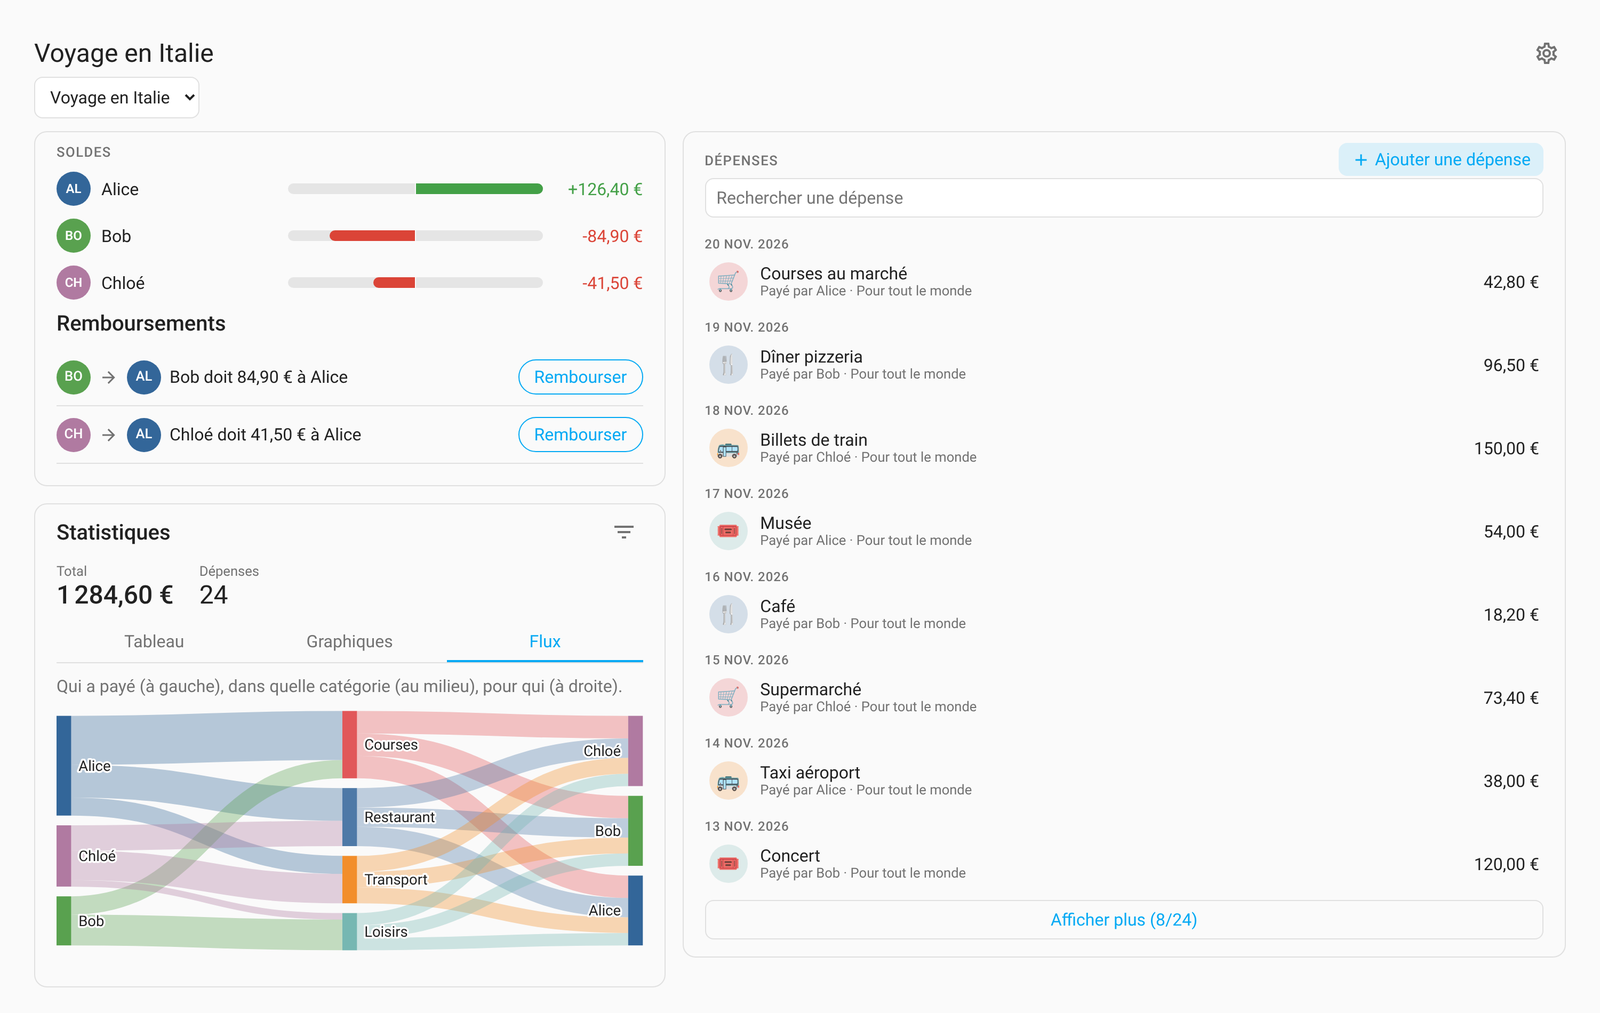 Voyage en Italie
Voyage en Italie
SOLDES
AL Alice +126,40 €
BO Bob -84,90 €
CH Chloé -41,50 €
Remboursements
BO → AL Bob doit 84,90 € à Alice Rembourser
CH → AL Chloé doit 41,50 € à Alice Rembourser
Statistiques
Total Dépenses
1 284,60 € 24
Tableau Graphiques Flux
Qui a payé (à gauche), dans quelle catégorie (au milieu), pour qui (à droite).
Courses
Chloé
Alice
Restaurant
Bob
Chloé
Transport
Alice
Bob
Loisirs
DÉPENSES
+ Ajouter une dépense
Rechercher une dépense
20 NOV. 2026
Courses au marché
Payé par Alice · Pour tout le monde
42,80 €
19 NOV. 2026
Dîner pizzeria
Payé par Bob · Pour tout le monde
96,50 €
18 NOV. 2026
Billets de train
Payé par Chloé · Pour tout le monde
150,00 €
17 NOV. 2026
Musée
Payé par Alice · Pour tout le monde
54,00 €
16 NOV. 2026
Café
Payé par Bob · Pour tout le monde
18,20 €
15 NOV. 2026
Supermarché
Payé par Chloé · Pour tout le monde
73,40 €
14 NOV. 2026
Taxi aéroport
Payé par Alice · Pour tout le monde
38,00 €
13 NOV. 2026
Concert
Payé par Bob · Pour tout le monde
120,00 €
Afficher plus (8/24)